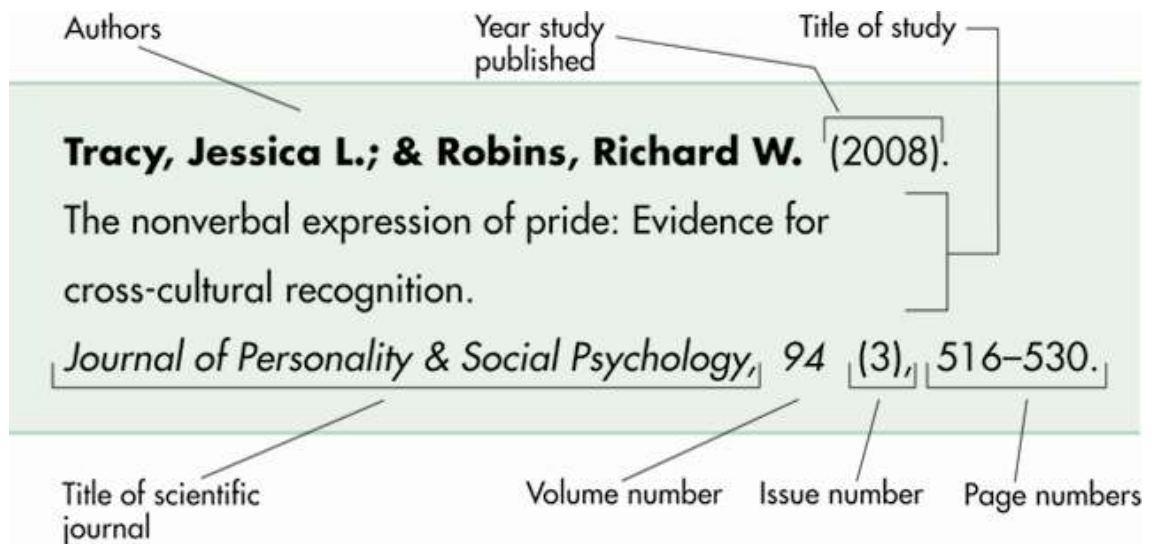 Authors
Year study
published
Title of study
Tracy, Jessica L.; & Robins, Richard W. (2008).
The nonverbal expression of pride: Evidence for
cross-cultural recognition.
Journal of Personality & Social Psychology, 94 (3), 516–530.
Title of scientific
journal
Volume number
Issue number
Page numbers